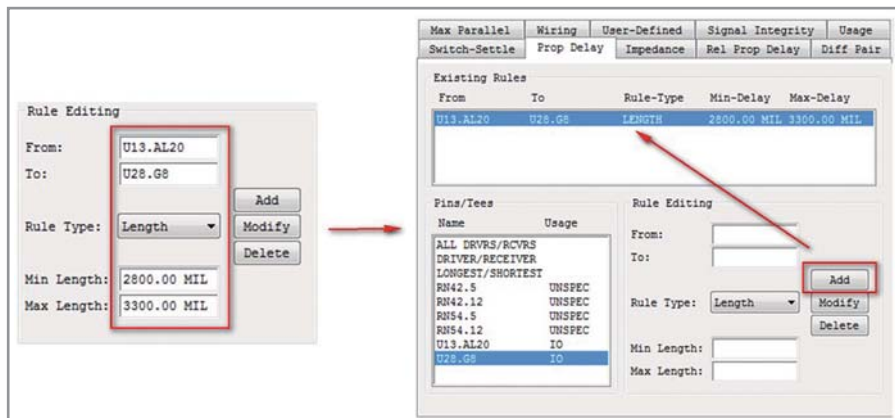 Rule Editing
From: U13.AL20
To: U28.G8
Add
Rule Type: Length Modify
Delete
Min Length: 2800.00 MIL
Max Length: 3300.00 MIL
Max Parallel Wiring User-Defined Signal Integrity Usage
Switch-Settle Prop Delay Impedance Rel Prop Delay Diff Pair
Existing Rules
From To Rule-Type Min-Delay Max-Delay
U13.AL20 U28.G8 LENGTH 2800.00 MIL 3300.00 MIL
Pins/Tees
Name Usage
ALL DRVRS/RCVRS
DRIVER/RECEIVER
LONGEST/SHORTEST
RN42.5 UNSPEC
RN42.12 UNSPEC
RN54.5 UNSPEC
RN54.12 UNSPEC
U13.AL20 IO
U28.G8 IO
Rule Editing
From:
To:
Add
Rule Type: Length Modify
Delete
Min Length:
Max Length: